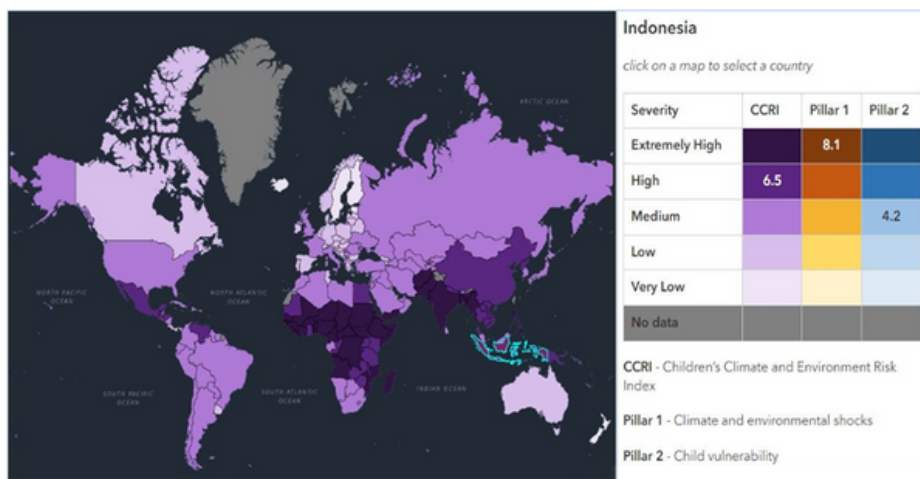 ARCTIC OCEAN
NORTH PACIFIC
OCEAN
NORTH ATLANTIC
OCEAN
SOUTH PACIFIC
OCEAN
SOUTH ATLANTIC
OCEAN
INDIAN OCEAN
Indonesia
click on a map to select a country
Severity CCRI Pillar 1 Pillar 2
Extremely High 8.1
High 6.5
Medium 4.2
Low
Very Low
No data
CCRI - Children's Climate and Environment Risk
Index
Pillar 1 - Climate and environmental shocks
Pillar 2 - Child vulnerability